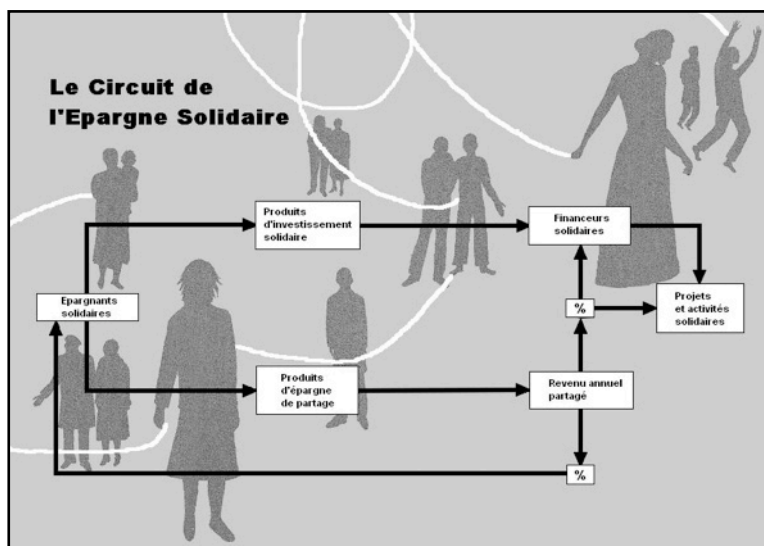 Le Circuit de
l'Epargne Solidaire
Produits
d'investissement
solidaire
Financeurs
solidaires
Epargnants
solidaires
%
Projets
et activités
solidaires
Produits
d'épargne
de partage
Revenu annuel
partagé
%